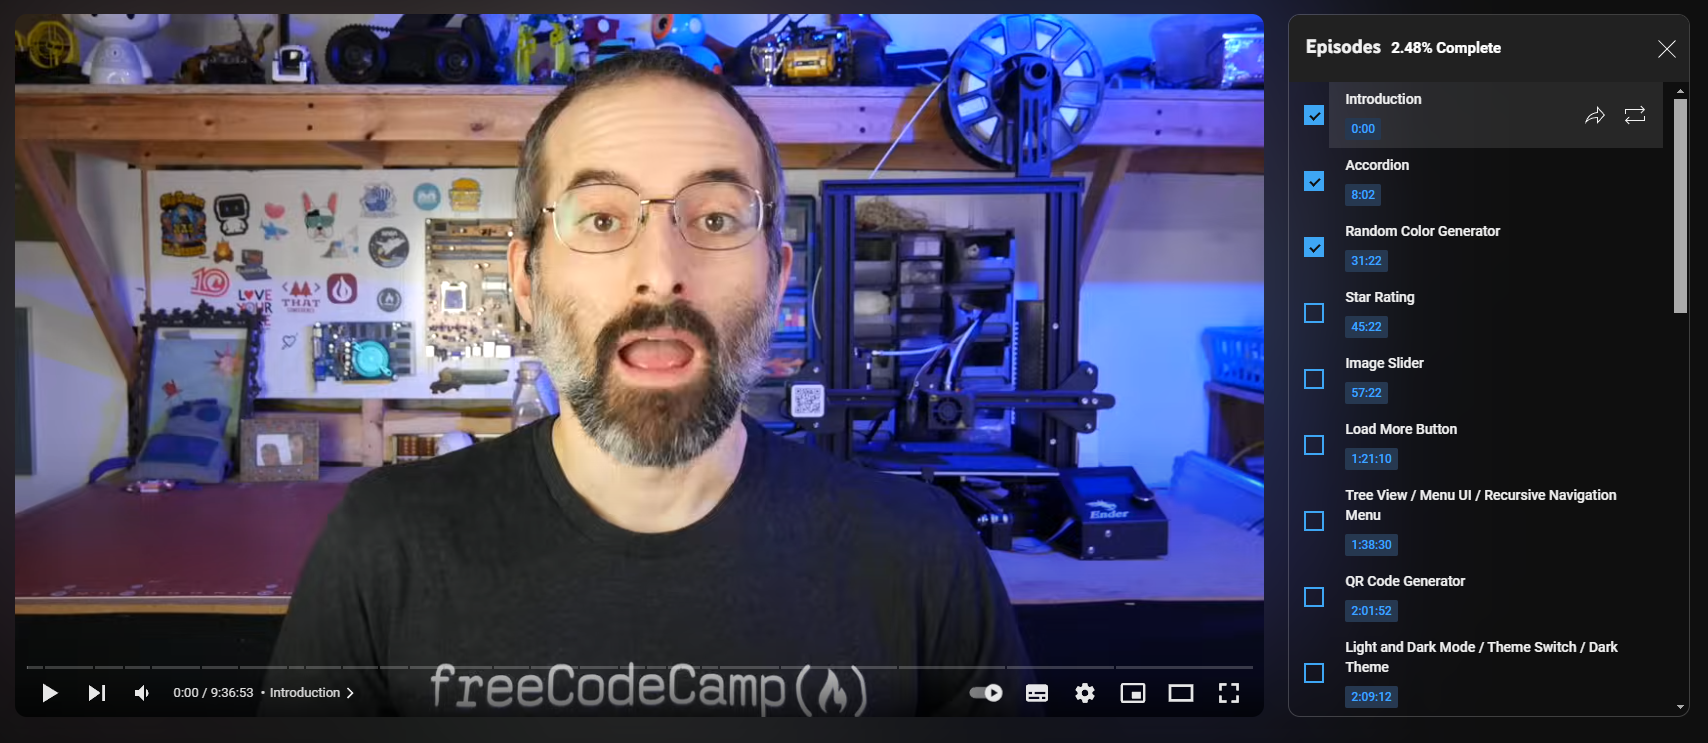 Episodes 2.48% Complete
Introduction
0:00
Accordion
8:02
Random Color Generator
31:22
Star Rating
45:22
Image Slider
57:22
Load More Button
1:21:10
Tree View / Menu UI / Recursive Navigation
Menu
1:38:30
QR Code Generator
2:01:52
Light and Dark Mode / Theme Switch / Dark
Theme
2:09:12
LOVE
YOUR
THAT
CONFERENCE
Ender
freeCodeCamp
0:00 / 9:36:53 • Introduction